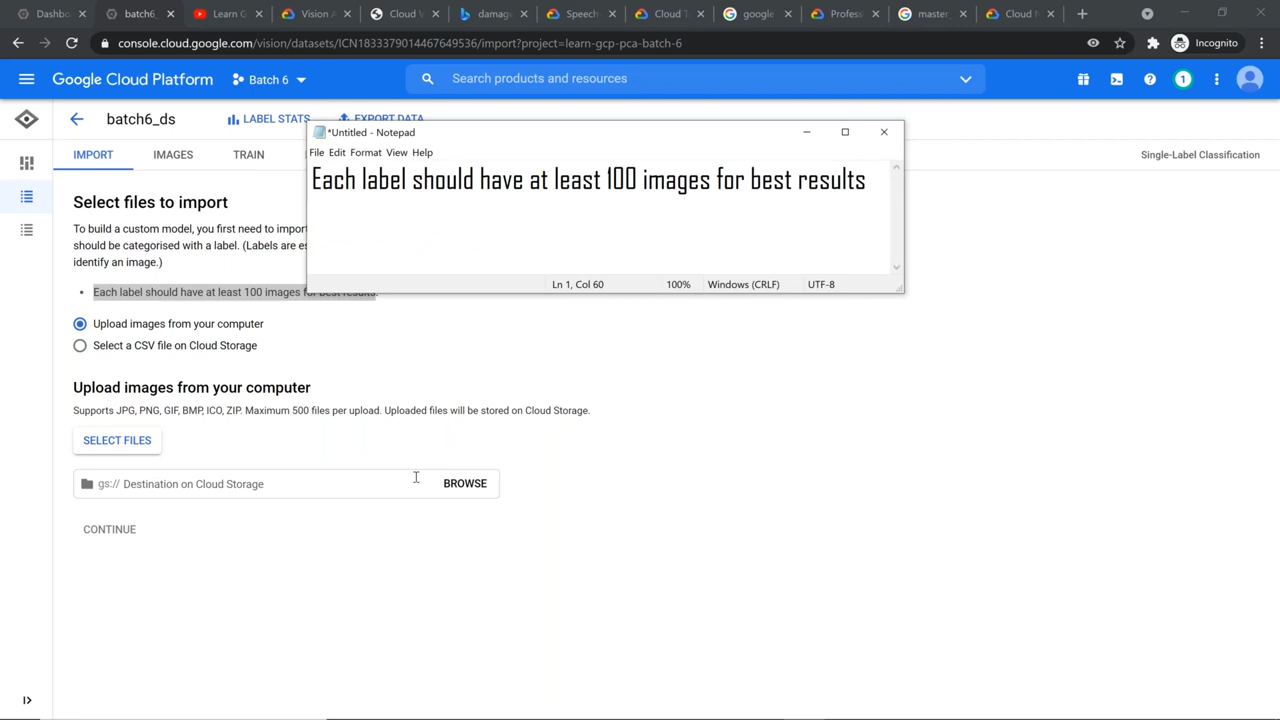 Dashbo
batch6_
Learn G
Vision A
Cloud V
damage
Speech
Cloud T
google
Profess
master_
Cloud N
console.cloud.google.com/vision/datasets/ICN1833379014467649536/import?project=learn-gcp-pca-batch-6
Incognito
Google Cloud Platform
Batch 6
Search products and resources
1
batch6_ds
LABEL STATS
EXPORT DATA
*Untitled - Notepad
File Edit Format View Help
IMPORT
IMAGES
TRAIN
Single-Label Classification
Each label should have at least 100 images for best results
Select files to import
To build a custom model, you first need to import
should be categorised with a label. (Labels are es
identify an image.)
Ln 1, Col 60
100%
Windows (CRLF)
UTF-8
Each label should have at least 100 images for best results.
Upload images from your computer
Select a CSV file on Cloud Storage
Upload images from your computer
Supports JPG, PNG, GIF, BMP, ICO, ZIP. Maximum 500 files per upload. Uploaded files will be stored on Cloud Storage.
SELECT FILES
gs:// Destination on Cloud Storage
BROWSE
CONTINUE